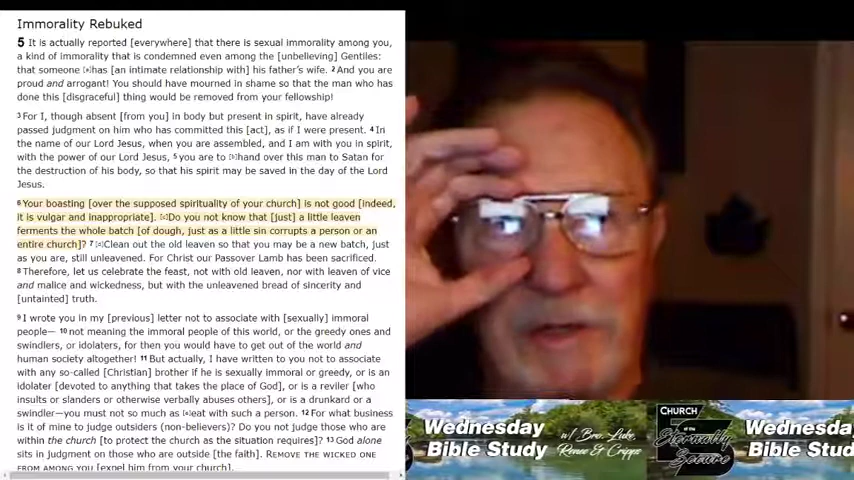 Immorality Rebuked
5 It is actually reported [everywhere] that there is sexual immorality among you,
a kind of immorality that is condemned even among the [unbelieving] Gentiles:
that someone [a]has [an intimate relationship with] his father's wife. 2 And you are
proud and arrogant! You should have mourned in shame so that the man who has
done this [disgraceful] thing would be removed from your fellowship!
3 For I, though absent [from you] in body but present in spirit, have already
passed judgment on him who has committed this [act], as if I were present. 4 In
the name of our Lord Jesus, when you are assembled, and I am with you in spirit,
with the power of our Lord Jesus, 5 you are to [b]hand over this man to Satan for
the destruction of his body, so that his spirit may be saved in the day of the Lord
Jesus.
6 Your boasting [over the supposed spirituality of your church] is not good [indeed,
it is vulgar and inappropriate]. [c]Do you not know that [just] a little leaven
ferments the whole batch [of dough, just as a little sin corrupts a person or an
entire church]? 7 [d]Clean out the old leaven so that you may be a new batch, just
as you are, still unleavened. For Christ our Passover Lamb has been sacrificed.
8 Therefore, let us celebrate the feast, not with old leaven, nor with leaven of vice
and malice and wickedness, but with the unleavened bread of sincerity and
[untainted] truth.
9 I wrote you in my [previous] letter not to associate with [sexually] immoral
people— 10 not meaning the immoral people of this world, or the greedy ones and
swindlers, or idolaters, for then you would have to get out of the world and
human society altogether! 11 But actually, I have written to you not to associate
with any so-called [Christian] brother if he is sexually immoral or greedy, or is an
idolater [devoted to anything that takes the place of God], or is a reviler [who
insults or slanders or otherwise verbally abuses others], or is a drunkard or a
swindler—you must not so much as [e]eat with such a person. 12 For what business
is it of mine to judge outsiders (non-believers)? Do you not judge those who are
within the church [to protect the church as the situation requires]? 13 God alone
sits in judgment on those who are outside [the faith]. REMOVE THE WICKED ONE
FROM AMONG YOU [expel him from your church].
Wednesday
Bible Study
w/ Bro. Luke,
Renee & Cripps
CHURCH
of the
Eternally
Secure
Wednesda
Bible Stud